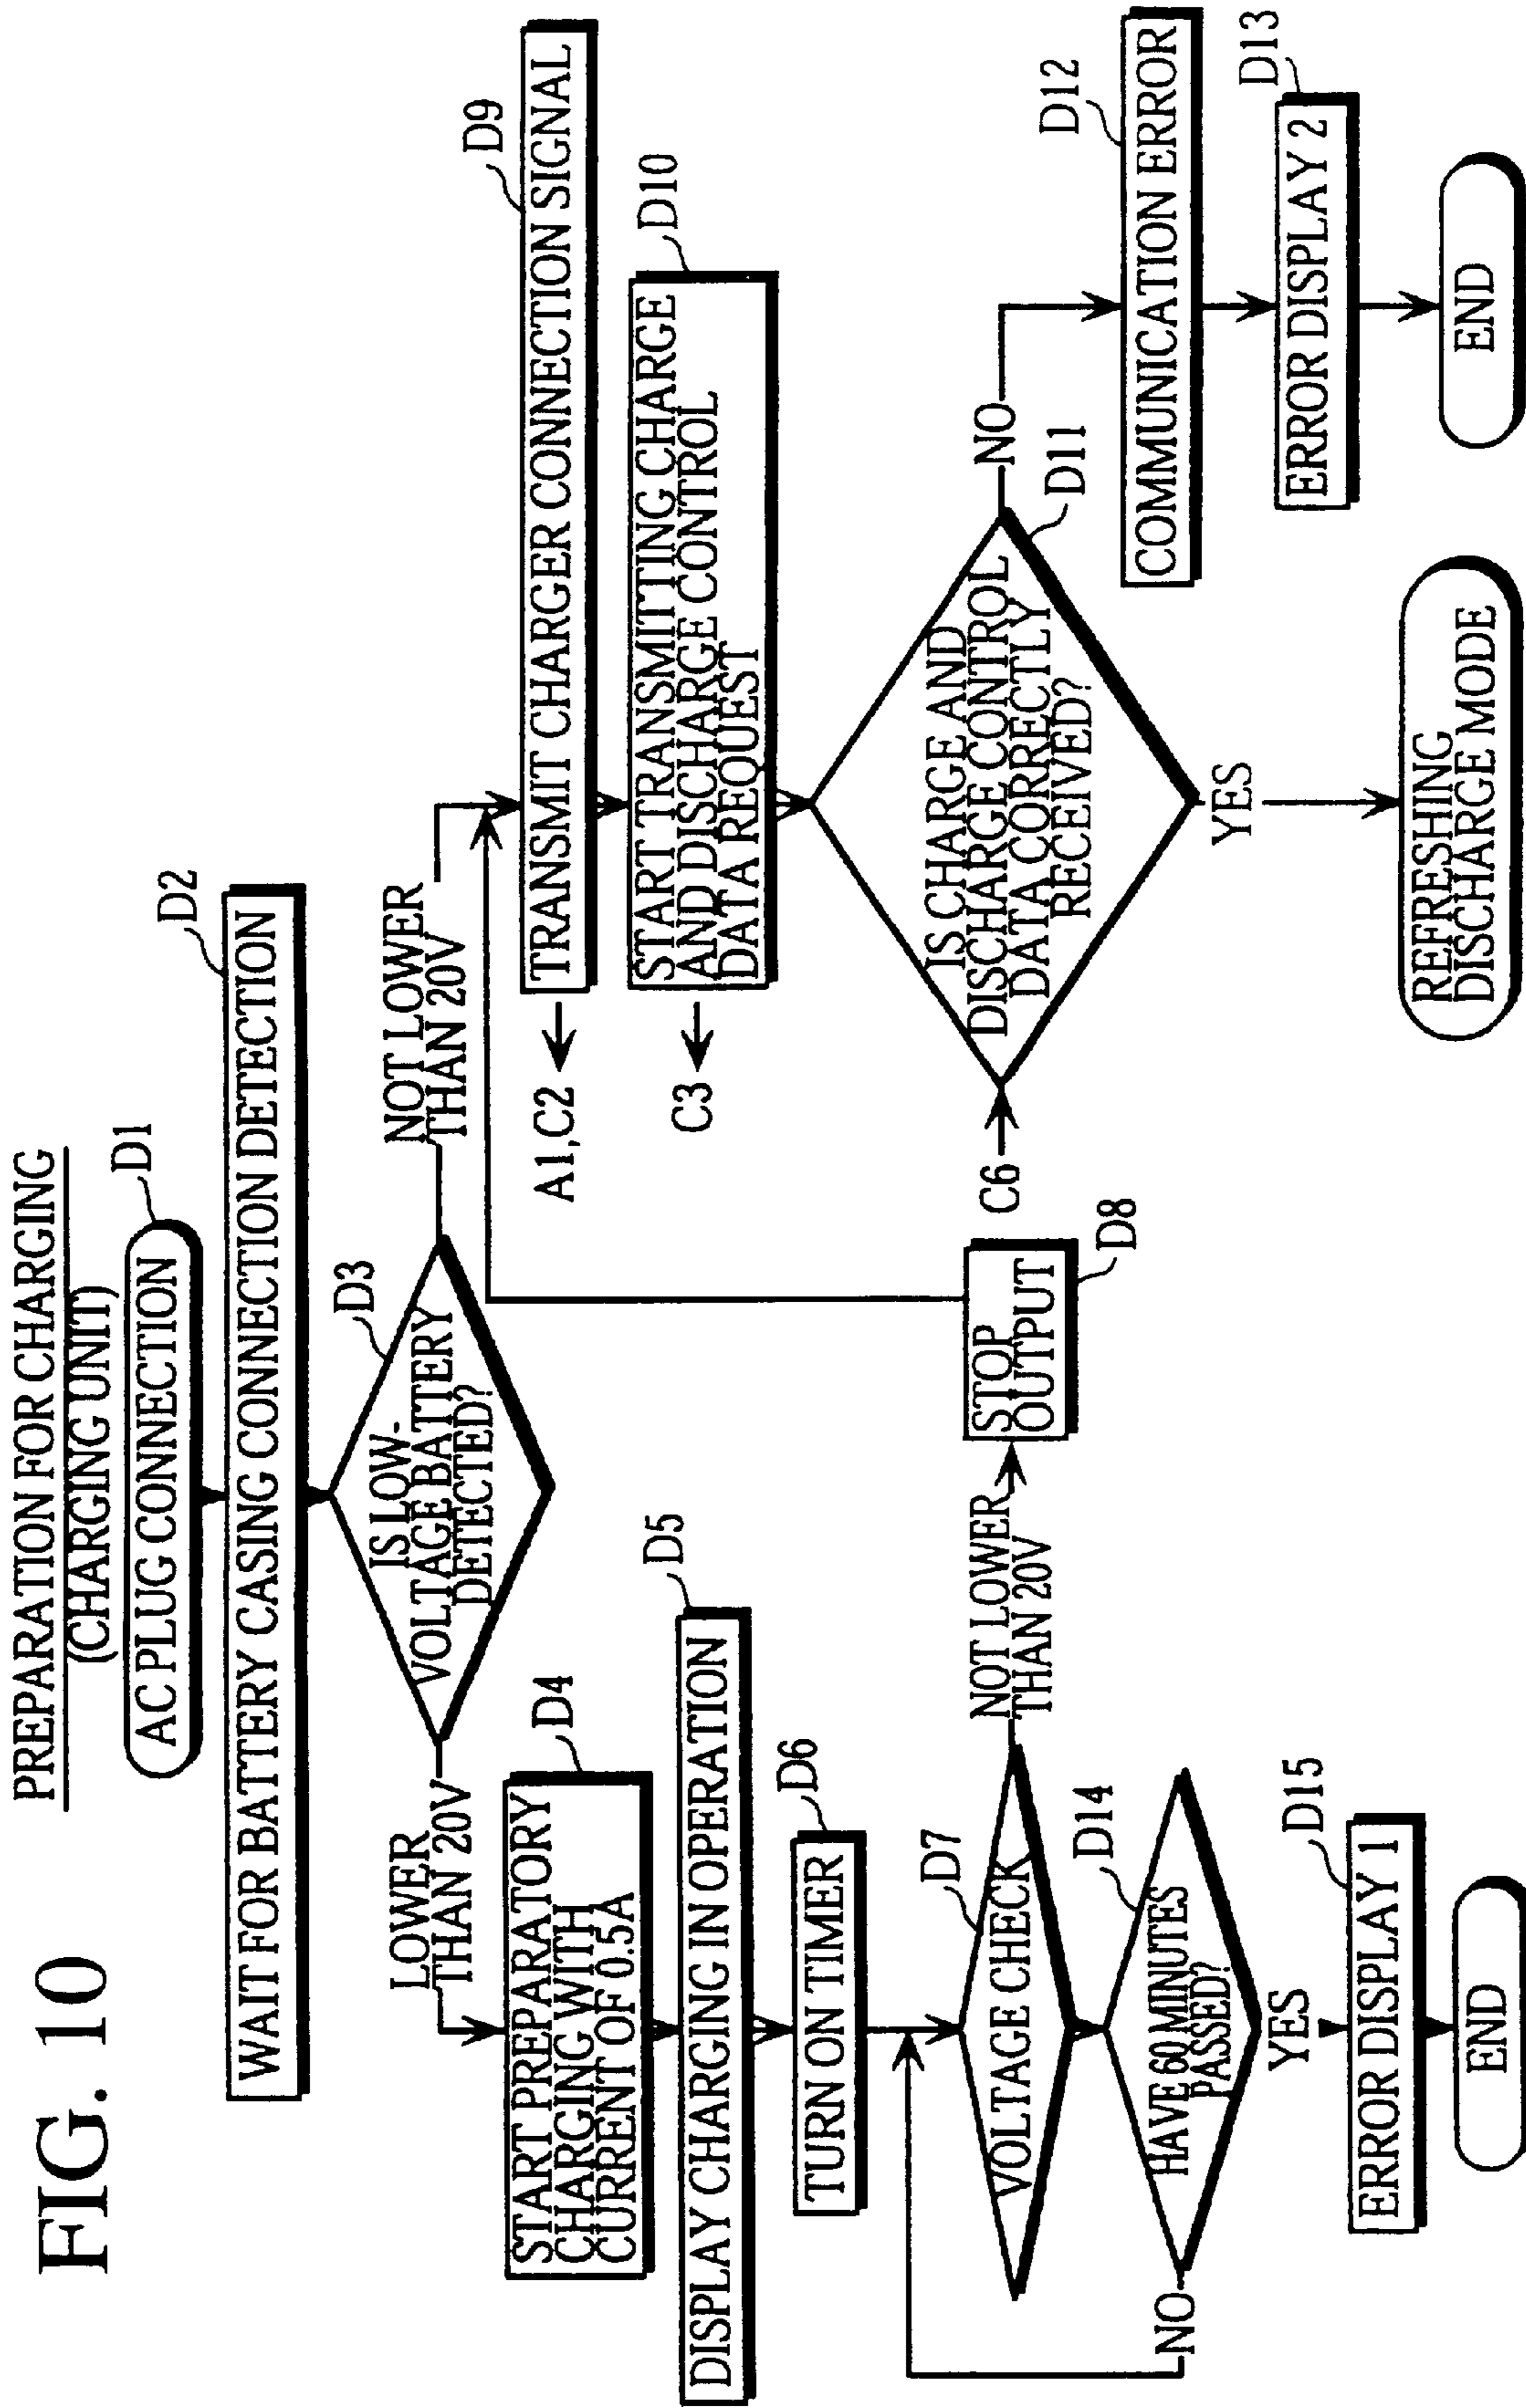 FIG. 10
PREPARATION FOR CHARGING
(CHARGING UNIT)
AC PLUG CONNECTION
D1
WAIT FOR BATTERY CASING CONNECTION DETECTION
D2
IS LOW-
VOLTAGE BATTERY
DETECTED?
D3
LOWER
THAN 20V
NOT LOWER
THAN 20V
START PREPARATORY
CHARGING WITH
CURRENT OF 0.5A
D4
DISPLAY CHARGING IN OPERATION
D5
TURN ON TIMER
D6
VOLTAGE CHECK
D7
NOT LOWER
THAN 20V
STOP
OUTPUT
D8
HAVE 60 MINUTES
PASSED?
D14
NO
YES
ERROR DISPLAY 1
D15
END
TRANSMIT CHARGER CONNECTION SIGNAL
D9
A1,C2
START TRANSMITTING CHARGE
AND DISCHARGE CONTROL
DATA REQUEST
D10
C3
IS CHARGE AND
DISCHARGE CONTROL
DATA CORRECTLY
RECEIVED?
D11
C6
NO
YES
REFRESHING
DISCHARGE MODE
COMMUNICATION ERROR
D12
ERROR DISPLAY 2
D13
END